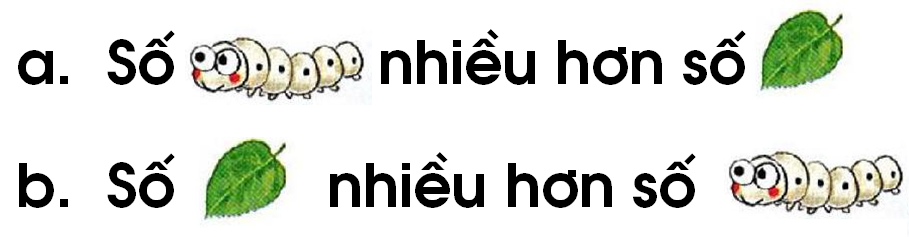 a. Số nhiều hơn số
b. Số nhiều hơn số